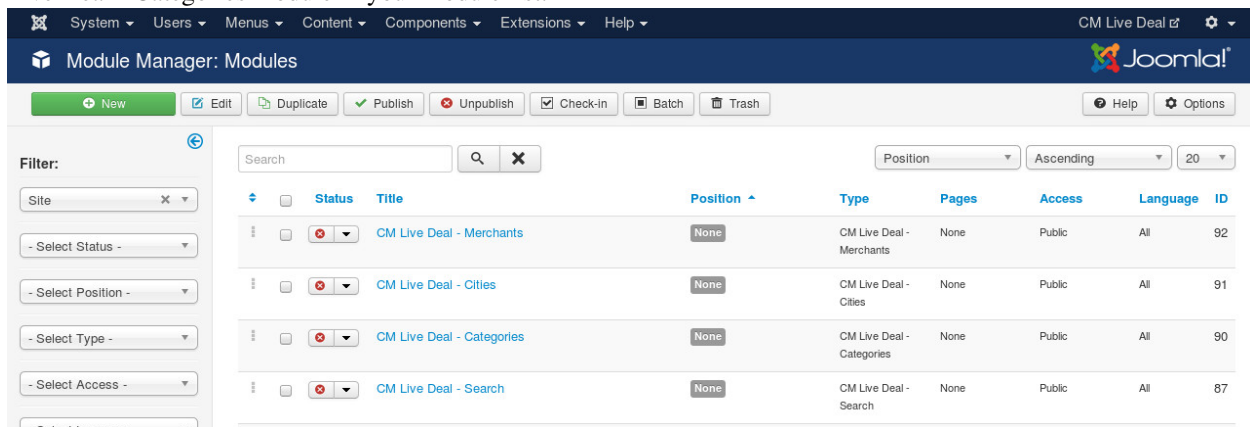 System Users Menus Content Components Extensions Help CM Live Deal
Module Manager: Modules Joomla!
New Edit Duplicate Publish Unpublish Check-in Batch Trash Help Options
Filter:
Search Position Ascending 20
Site
Status Title Position Type Pages Access Language ID
- Select Status -
CM Live Deal - Merchants None CM Live Deal - None Public All 92
Merchants
- Select Position -
CM Live Deal - Cities None CM Live Deal - None Public All 91
Cities
- Select Type -
CM Live Deal - Categories None CM Live Deal - None Public All 90
Categories
- Select Access -
CM Live Deal - Search None CM Live Deal - None Public All 87
Search